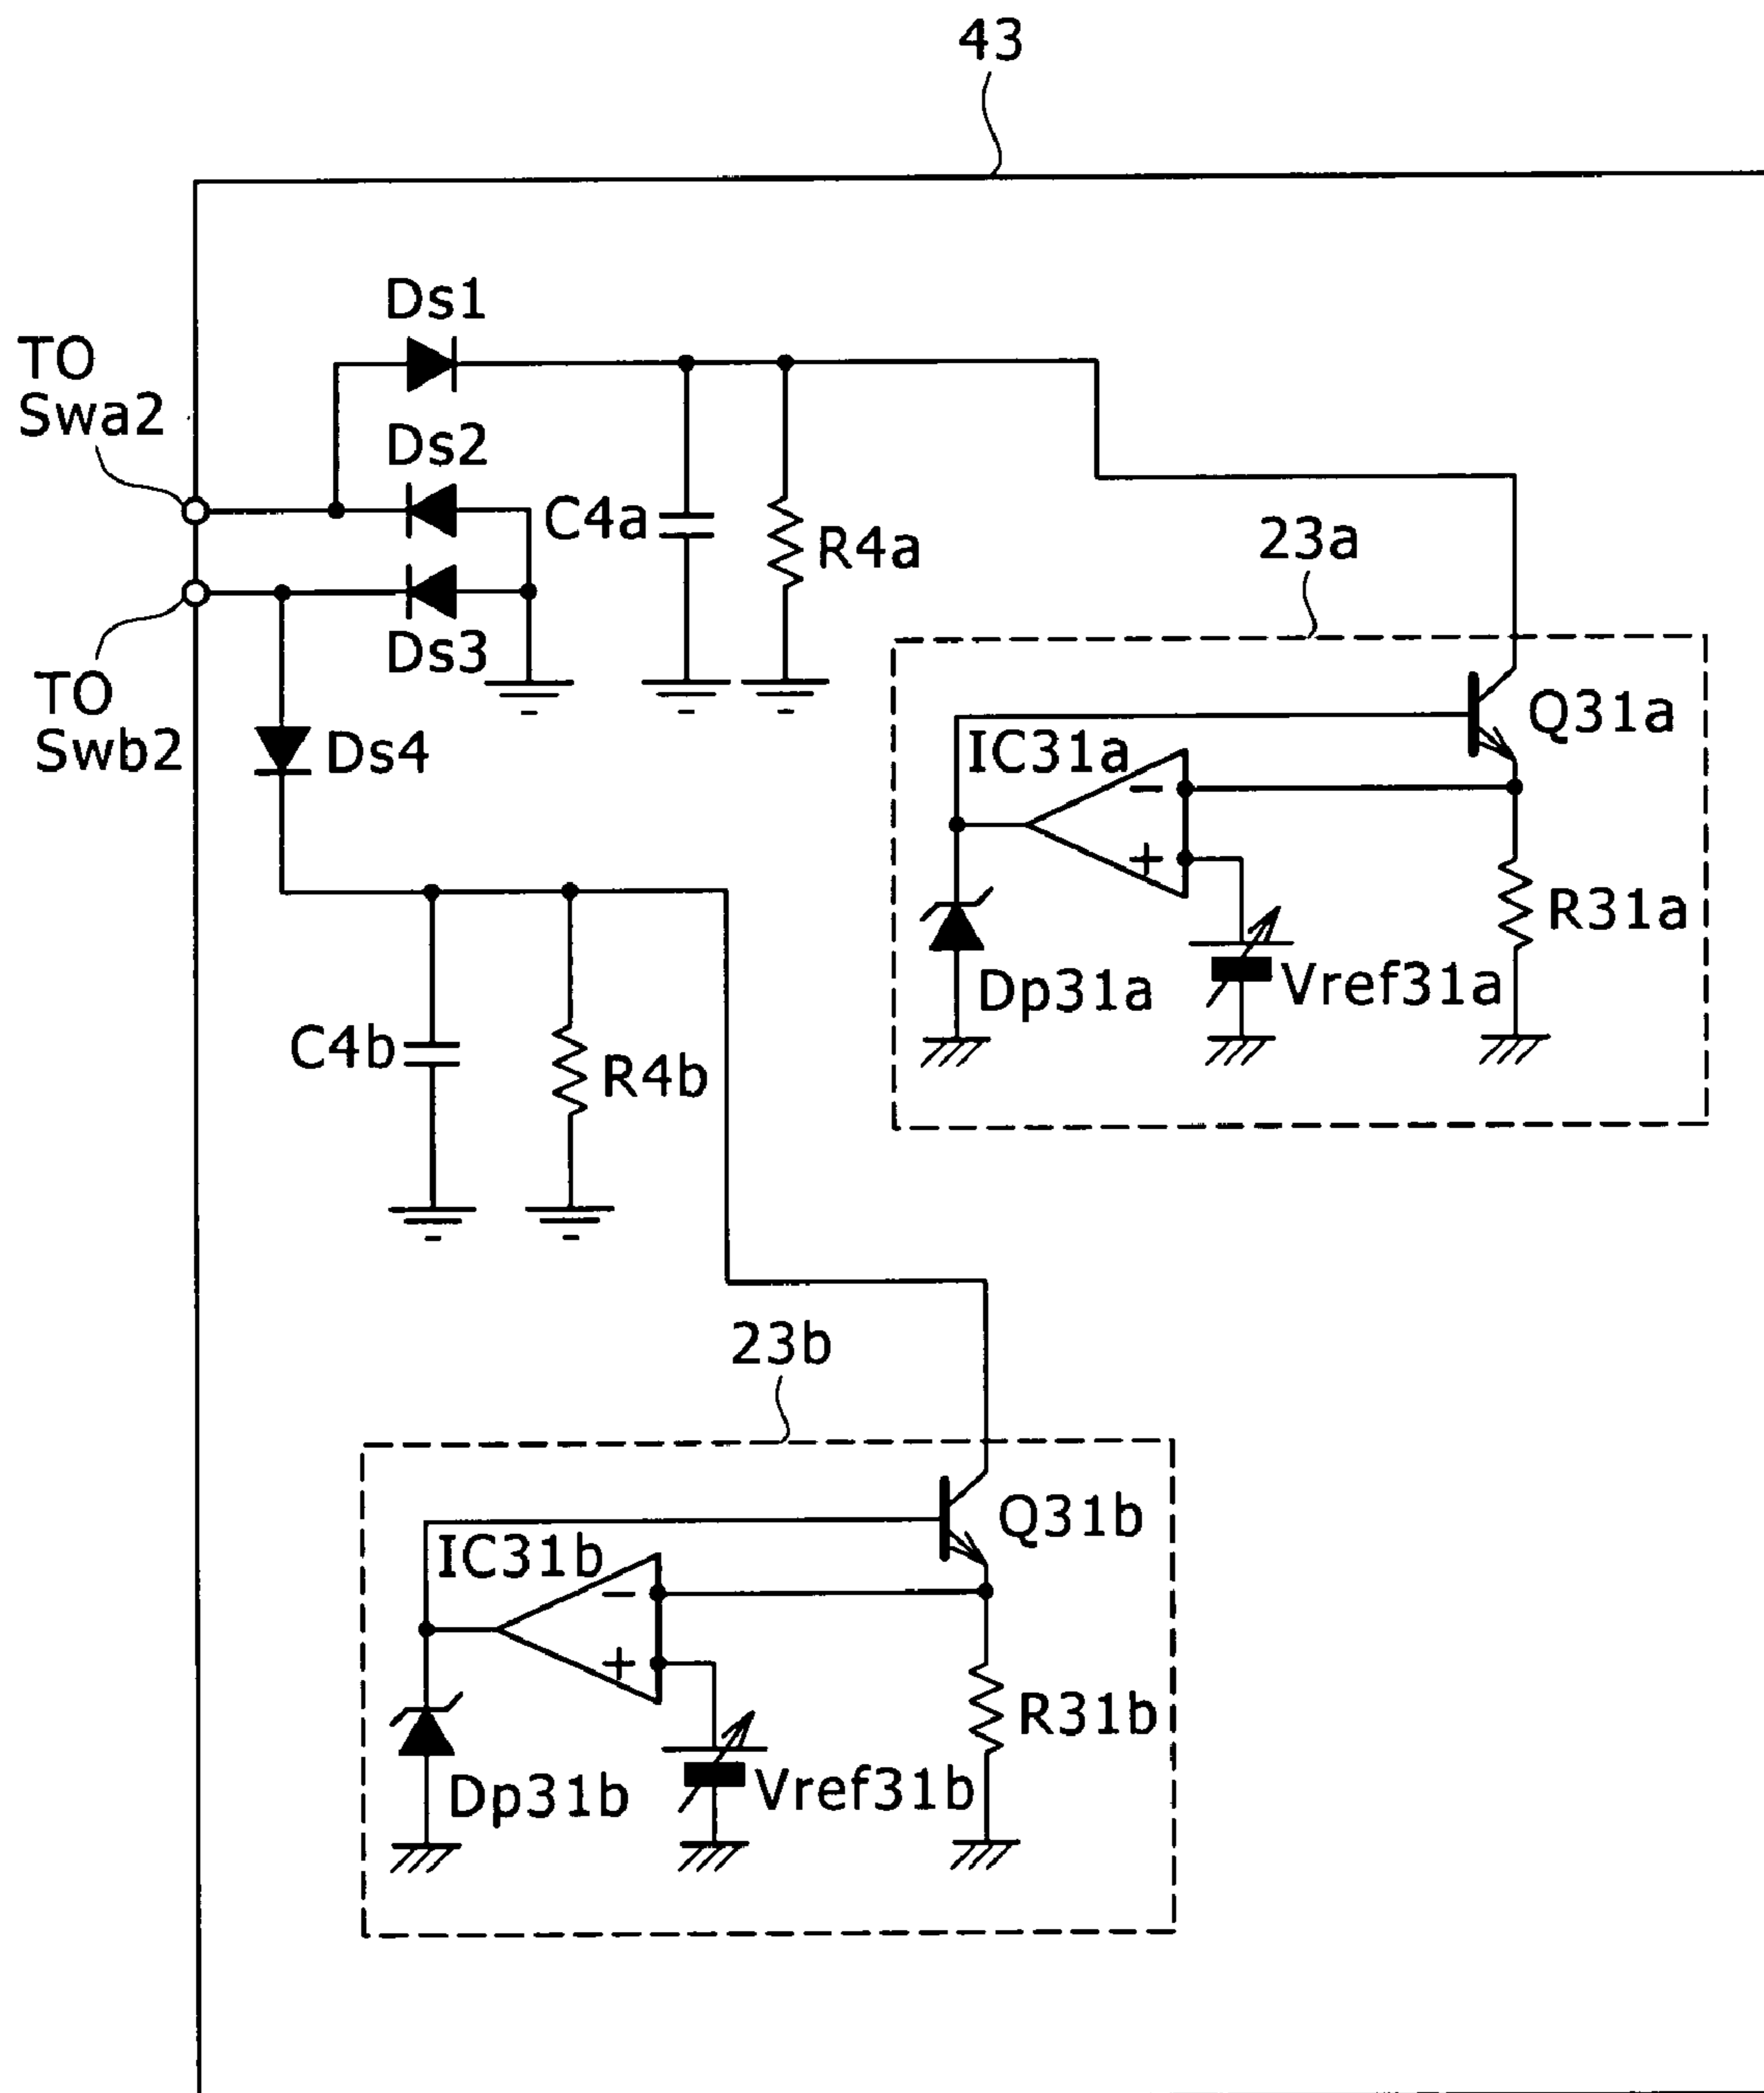 43
Ds1
TO
Swa2
Ds2
C4a
R4a
23a
Ds3
TO
Swb2
Ds4
Q31a
IC31a
-
+
R31a
Dp31a
Vref31a
C4b
R4b
23b
Q31b
IC31b
-
+
R31b
Dp31b
Vref31b